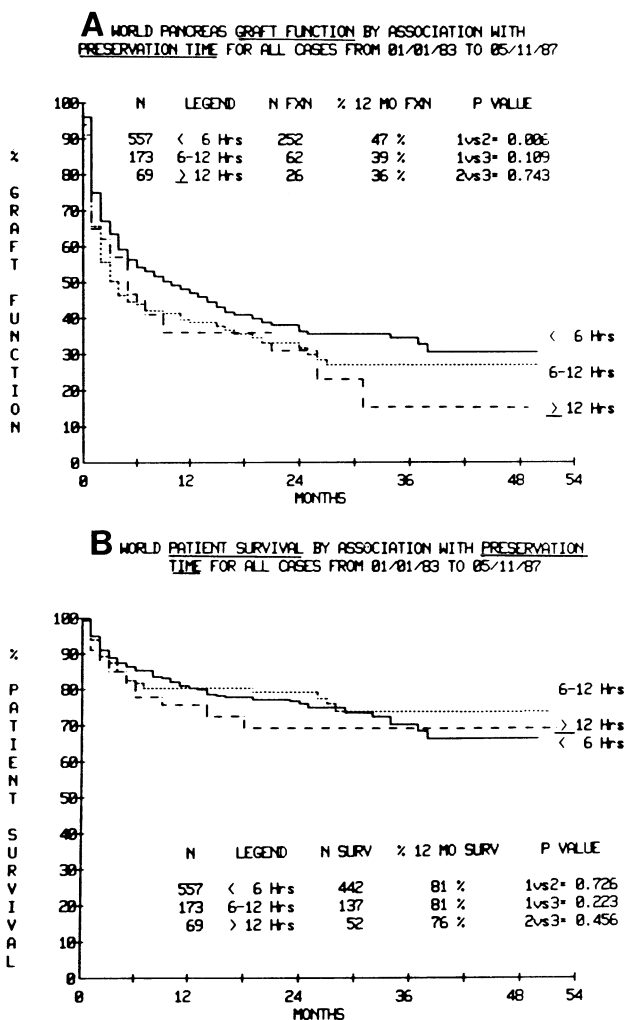 A WORLD PANCREAS GRAFT FUNCTION BY ASSOCIATION WITH
PRESERVATION TIME FOR ALL CASES FROM 01/01/83 TO 05/11/87
N LEGEND N FXN % 12 MO FXN P VALUE
557 < 6 Hrs 252 47 % 1vs2= 0.006
173 6-12 Hrs 62 39 % 1vs3= 0.109
69 ≥ 12 Hrs 26 36 % 2vs3= 0.743
% GRAFT FUNCTION
100
90
80
70
60
50
40
30
20
10
0
< 6 Hrs
6-12 Hrs
≥ 12 Hrs
0 12 24 36 48 54
MONTHS
B WORLD PATIENT SURVIVAL BY ASSOCIATION WITH PRESERVATION
TIME FOR ALL CASES FROM 01/01/83 TO 05/11/87
% PATIENT SURVIVAL
100
90
80
70
60
50
40
30
20
10
0
6-12 Hrs
≥ 12 Hrs
< 6 Hrs
N LEGEND N SURV % 12 MO SURV P VALUE
557 < 6 Hrs 442 81 % 1vs2= 0.726
173 6-12 Hrs 137 81 % 1vs3= 0.223
69 > 12 Hrs 52 76 % 2vs3= 0.456
0 12 24 36 48 54
MONTHS